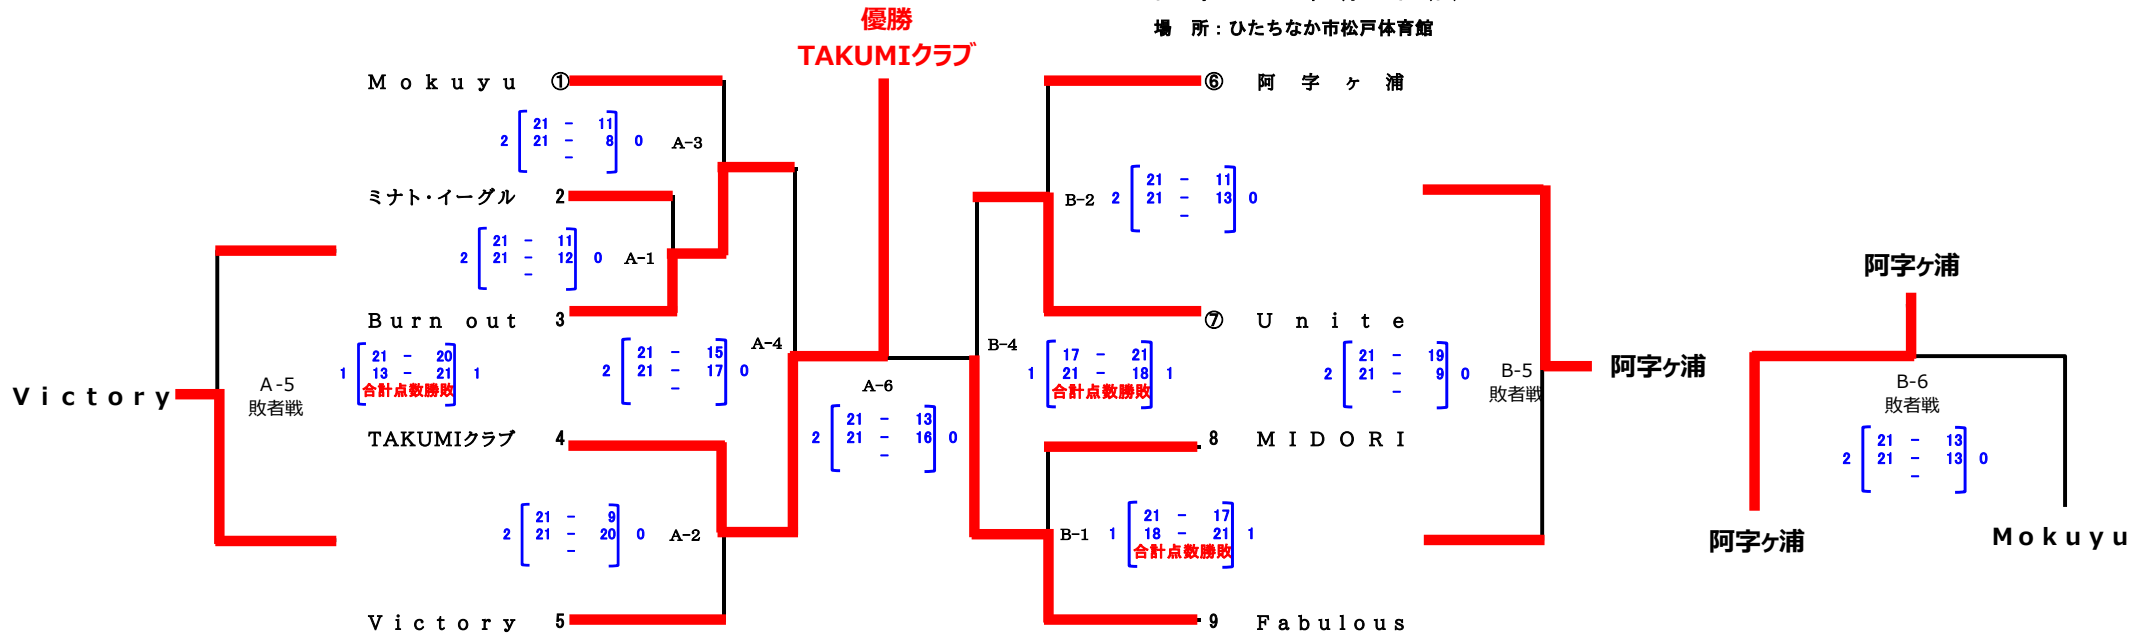 優勝
場　所：ひたちなか市松戸体育館
TAKUMIクラブ
Mokuyu ①
⑥ 阿字ヶ浦
2 21 - 11 0
21 - 8
-
A-3
ミナト・イーグル 2
B-2
2 21 - 11 0
21 - 13
-
2 21 - 11 0
21 - 12
-
A-1
阿字ヶ浦
Burn out 3
⑦ Unite
1 21 - 20 1
13 - 21
合計点数勝敗
2 21 - 15 0
21 - 17
-
A-4
B-4
1 17 - 21 1
21 - 18
合計点数勝敗
2 21 - 19 0
21 - 9
-
B-5
敗者戦
阿字ヶ浦
Victory
A-5
敗者戦
A-6
2 21 - 13 0
21 - 16
-
B-6
敗者戦
2 21 - 13 0
21 - 13
-
TAKUMIクラブ 4
8 MIDORI
2 21 - 9 0
21 - 20
-
A-2
B-1
1 21 - 17 1
18 - 21
合計点数勝敗
阿字ヶ浦
Mokuyu
Victory 5
9 Fabulous